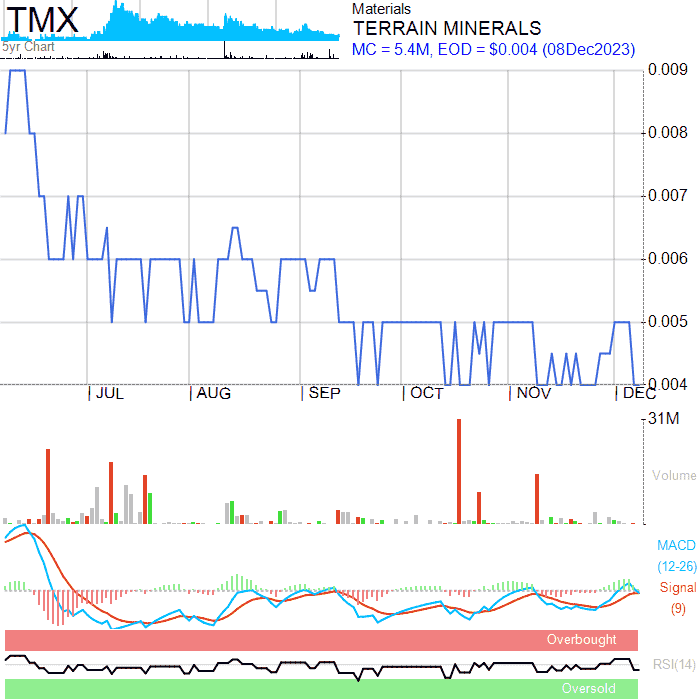 TMX
5yr Chart
Materials
TERRAIN MINERALS
MC = 5.4M, EOD = $0.004 (08Dec2023)
0.009
0.008
0.007
0.006
0.005
0.004
JUL AUG SEP OCT NOV DEC
31M
Volume
MACD
(12-26)
Signal
(9)
Overbought
RSI(14)
Oversold